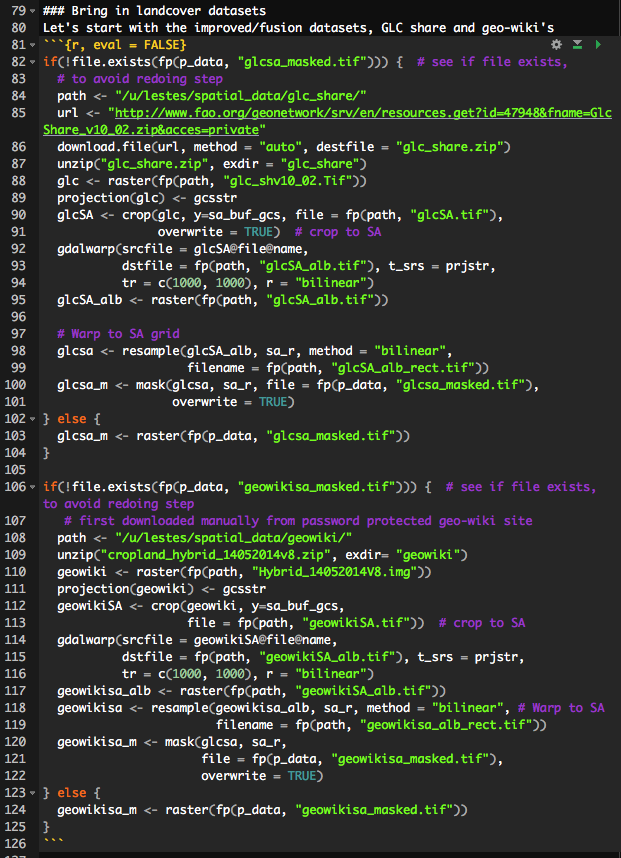 79 ### Bring in landcover datasets
80 Let's start with the improved/fusion datasets, GLC share and geo-wiki's
81 ```{r, eval = FALSE}
82 if(!file.exists(fp(p_data, "glcsa_masked.tif"))) {  # see if file exists,
83   # to avoid redoing step
84   path <- "/u/lestes/spatial_data/glc_share/"
85   url <- "http://www.fao.org/geonetwork/srv/en/resources.get?id=47948&fname=Glc
Share_v10_02.zip&acces=private"
86   download.file(url, method = "auto", destfile = "glc_share.zip")
87   unzip("glc_share.zip", exdir = "glc_share")
88   glc <- raster(fp(path, "glc_shv10_02.Tif"))
89   projection(glc) <- gcsstr
90   glcSA <- crop(glc, y=sa_buf_gcs, file = fp(path, "glcSA.tif"),
91                 overwrite = TRUE)  # crop to SA
92   gdalwarp(srcfile = glcSA@file@name,
93            dstfile = fp(path, "glcSA_alb.tif"), t_srs = prjstr,
94            tr = c(1000, 1000), r = "bilinear")
95   glcSA_alb <- raster(fp(path, "glcSA_alb.tif"))
96
97   # Warp to SA grid
98   glcsa <- resample(glcSA_alb, sa_r, method = "bilinear",
99                     filename = fp(path, "glcSA_alb_rect.tif"))
100   glcsa_m <- mask(glcsa, sa_r, file = fp(p_data, "glcsa_masked.tif"),
101                   overwrite = TRUE)
102 } else {
103   glcsa_m <- raster(fp(p_data, "glcsa_masked.tif"))
104 }
105
106 if(!file.exists(fp(p_data, "geowikisa_masked.tif"))) {  # see if file exists,
to avoid redoing step
107    # first downloaded manually from password protected geo-wiki site
108   path <- "/u/lestes/spatial_data/geowiki/"
109   unzip("cropland_hybrid_14052014v8.zip", exdir= "geowiki")
110   geowiki <- raster(fp(path, "Hybrid_14052014V8.img"))
111   projection(geowiki) <- gcsstr
112   geowikiSA <- crop(geowiki, y=sa_buf_gcs,
113                     file = fp(path, "geowikiSA.tif"))  # crop to SA
114   gdalwarp(srcfile = geowikiSA@file@name,
115            dstfile = fp(path, "geowikiSA_alb.tif"), t_srs = prjstr,
116            tr = c(1000, 1000), r = "bilinear")
117   geowikisa_alb <- raster(fp(path, "geowikiSA_alb.tif"))
118   geowikisa <- resample(geowikisa_alb, sa_r, method = "bilinear", # Warp to SA
119                         filename = fp(path, "geowikisa_alb_rect.tif"))
120   geowikisa_m <- mask(glcsa, sa_r,
121                       file = fp(p_data, "geowikisa_masked.tif"),
122                       overwrite = TRUE)
123 } else {
124   geowikisa_m <- raster(fp(p_data, "geowikisa_masked.tif"))
125 }
126 ```